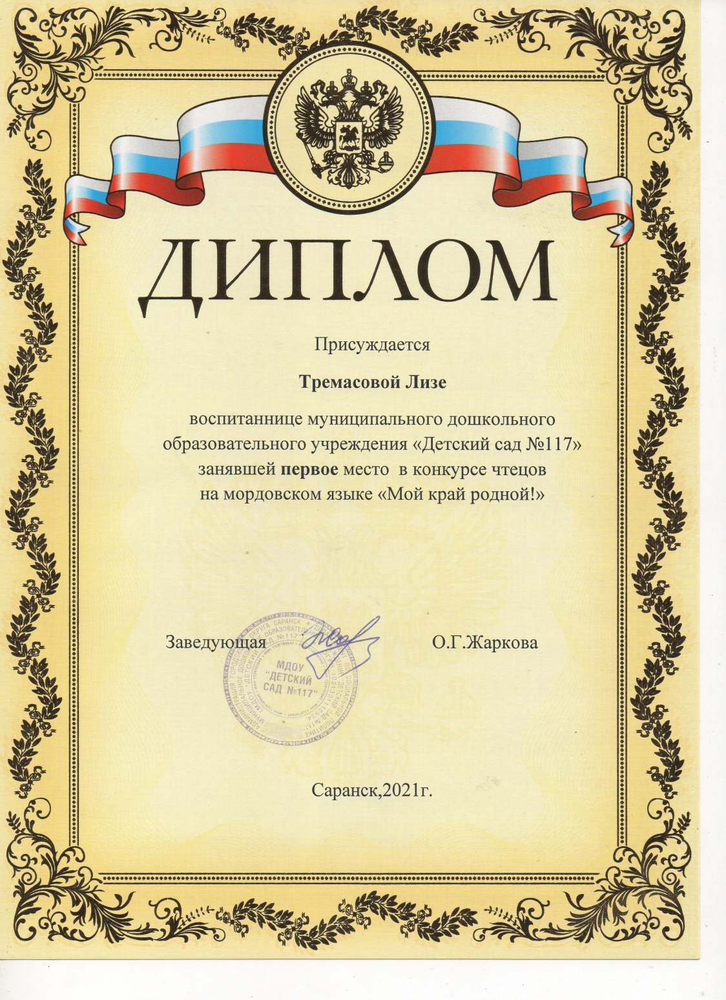 ДИПЛОМ
Присуждается
Тремасовой Лизе
воспитаннице муниципального дошкольного
образовательного учреждения «Детский сад №117»
занявшей первое место в конкурсе чтецов
на мордовском языке «Мой край родной!»
Заведующая
О.Г.Жаркова
МДОУ
"ДЕТСКИЙ
САД №117"
Саранск,2021г.